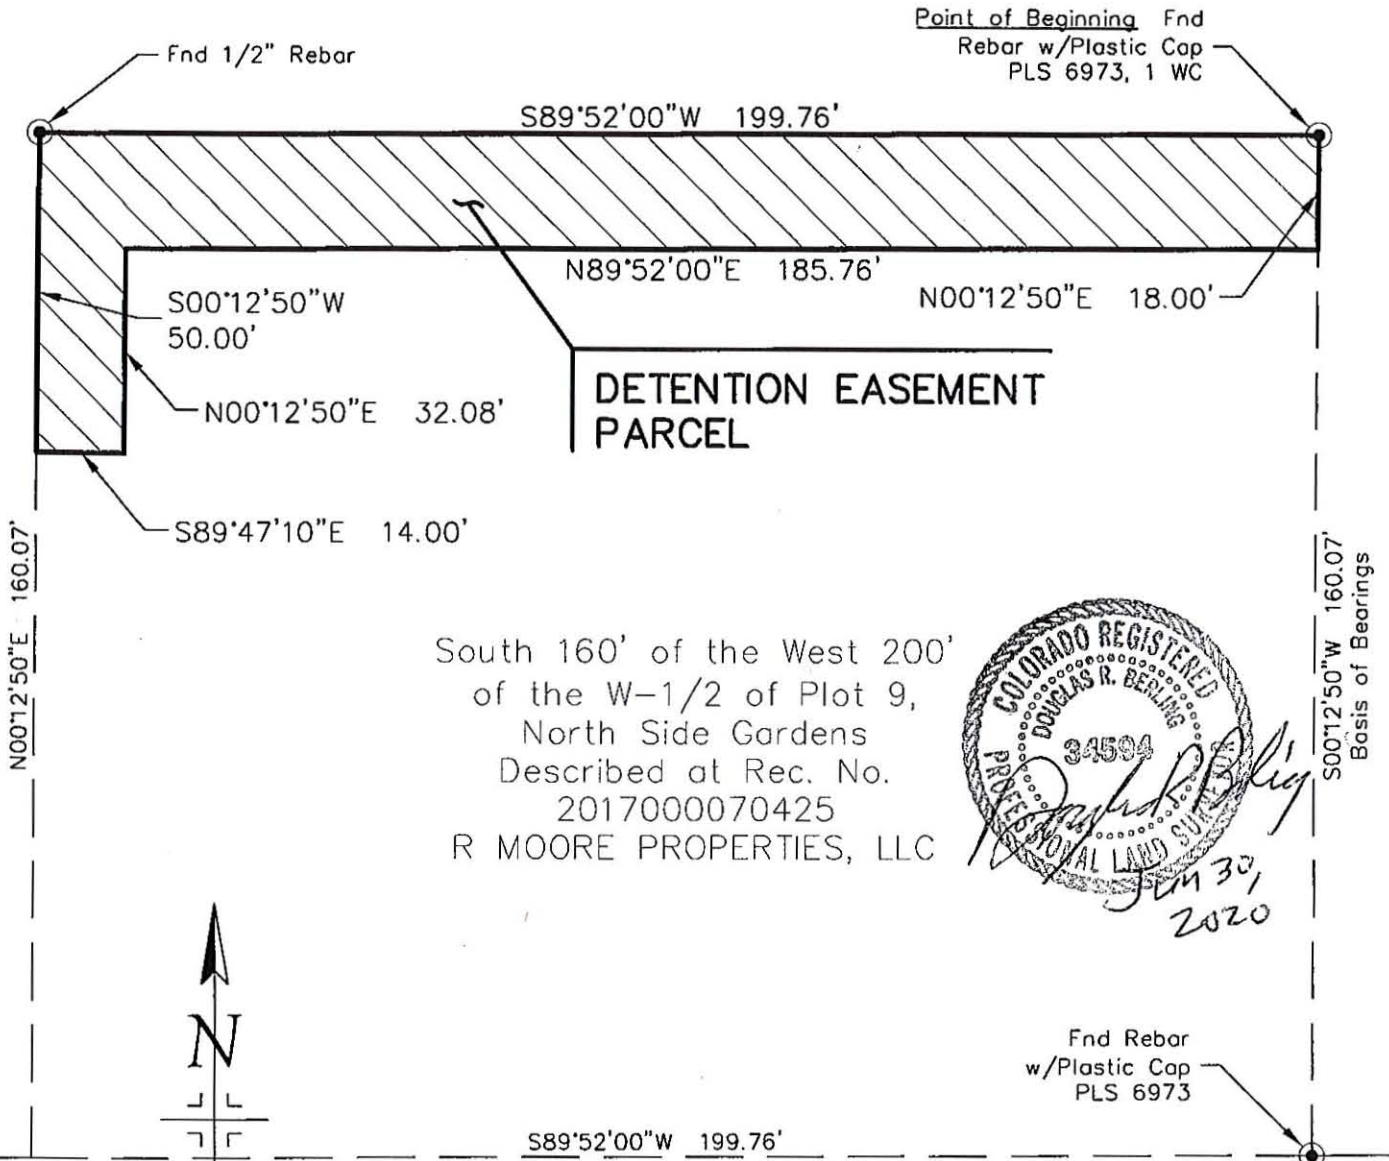 Point of Beginning Fnd
Rebar w/Plastic Cap
PLS 6973, 1 WC
Fnd 1/2" Rebar
S89°52'00"W 199.76'
N89°52'00"E 185.76'
S00°12'50"W
50.00'
N00°12'50"E 18.00'
N00°12'50"E 32.08'
DETENTION EASEMENT
PARCEL
S89°47'10"E 14.00'
N00°12'50"E 160.07'
S00°12'50"W 160.07'
Basis of Bearings
South 160' of the West 200'
of the W-1/2 of Plot 9,
North Side Gardens
Described at Rec. No.
2017000070425
R MOORE PROPERTIES, LLC
COLORADO REGISTERED
DOUGLAS R. BERLING
34594
PROFESSIONAL LAND SURVEYOR
Jun 30,
2020
N
Fnd Rebar
w/Plastic Cap
PLS 6973
S89°52'00"W 199.76'